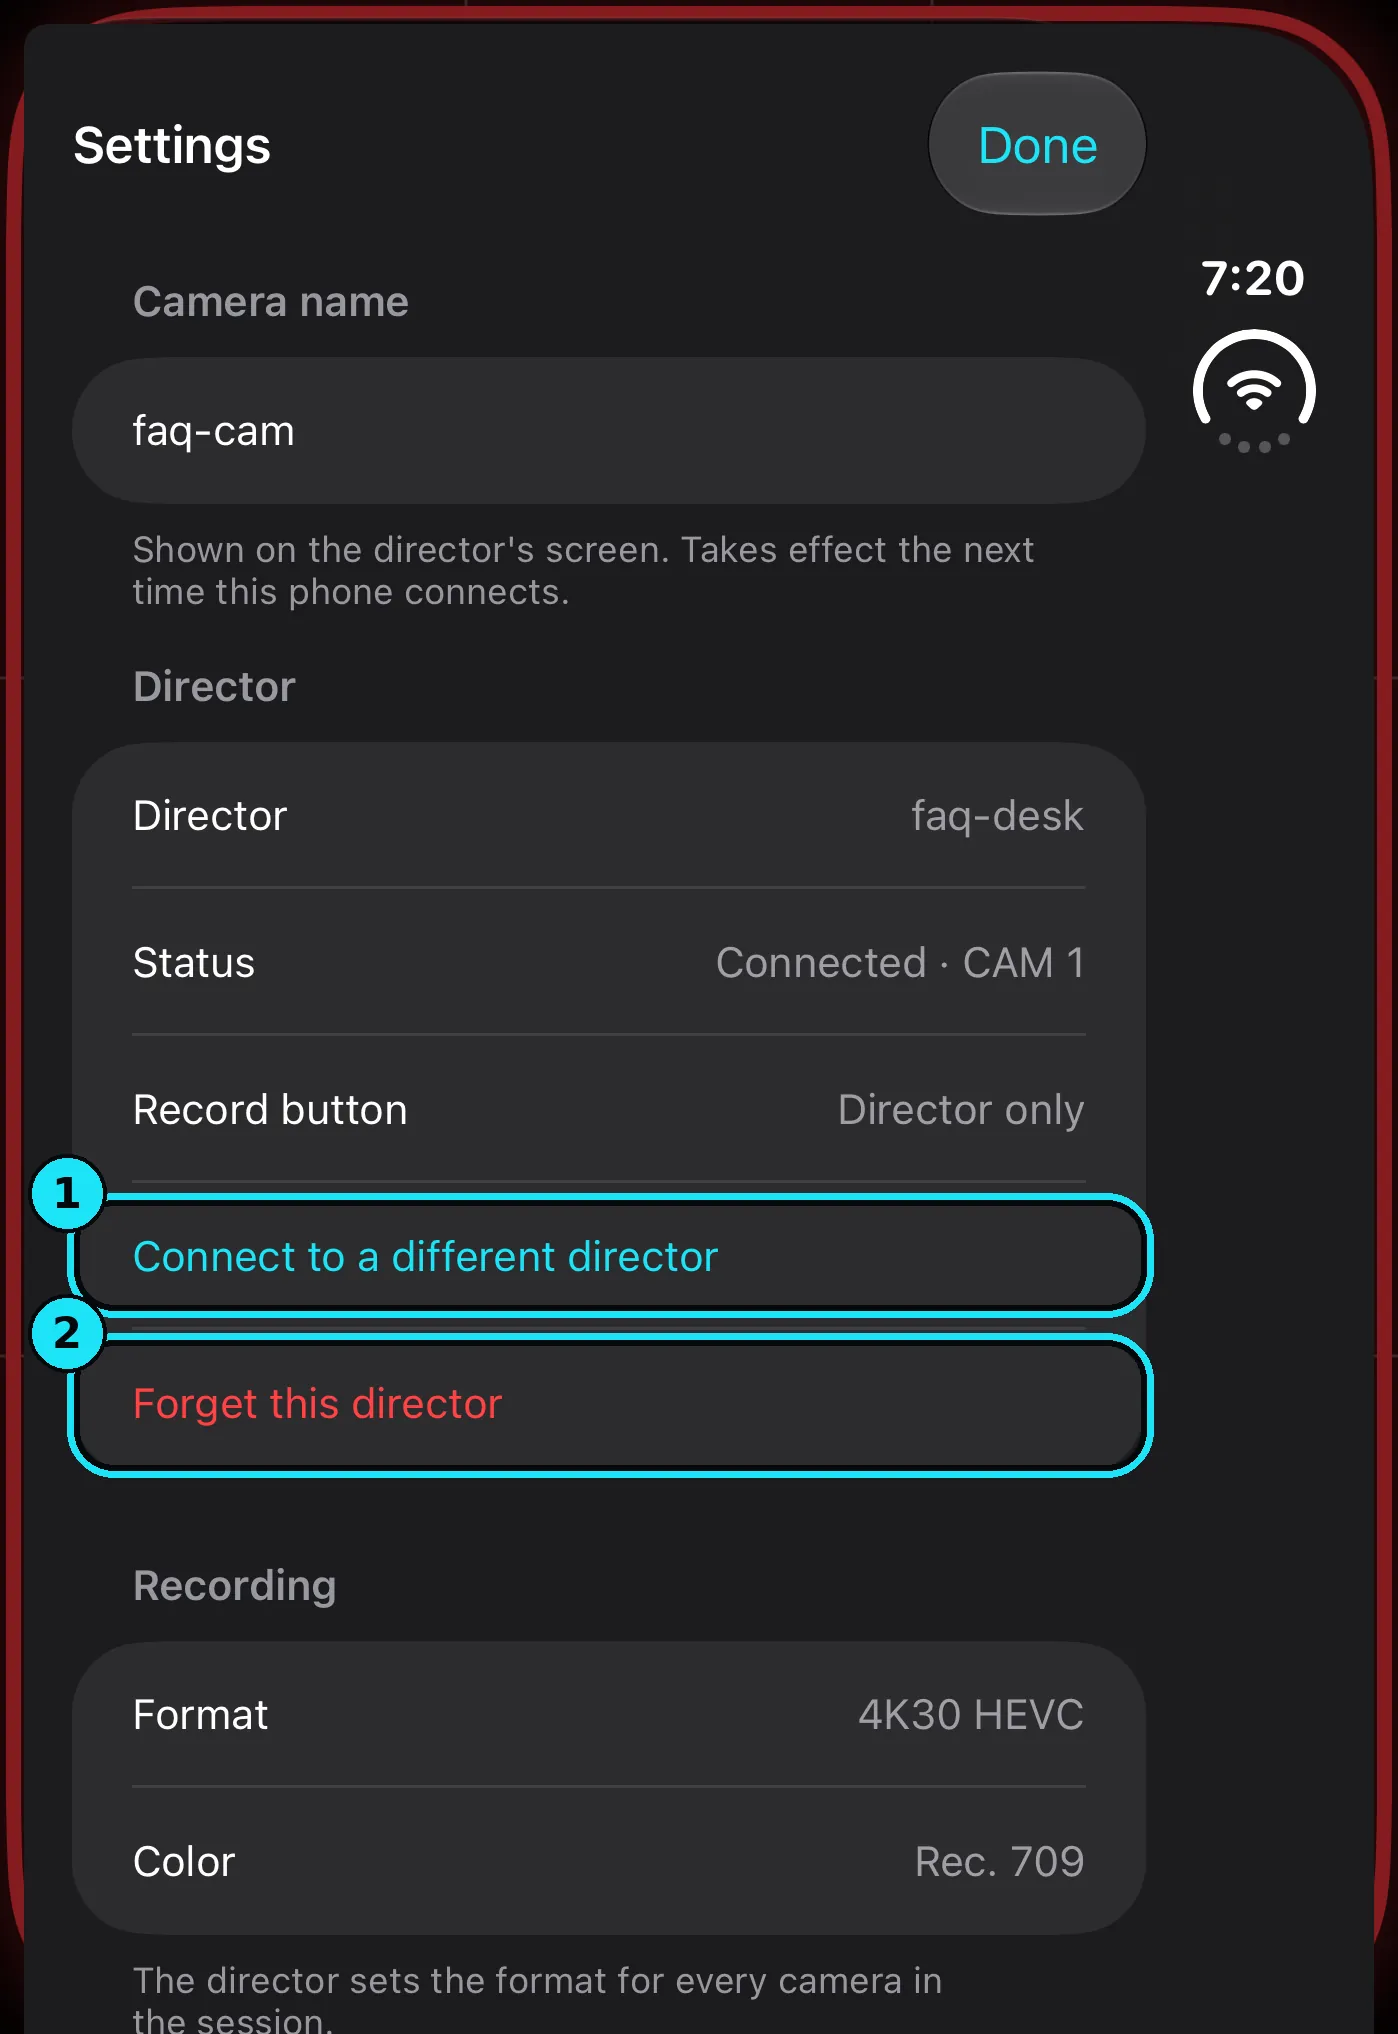 Settings
Done
7:20
Camera name
faq-cam
Shown on the director's screen. Takes effect the next
time this phone connects.
Director
Director faq-desk
Status Connected · CAM 1
Record button Director only
1
Connect to a different director
2
Forget this director
Recording
Format 4K30 HEVC
Color Rec. 709
The director sets the format for every camera in
the session.